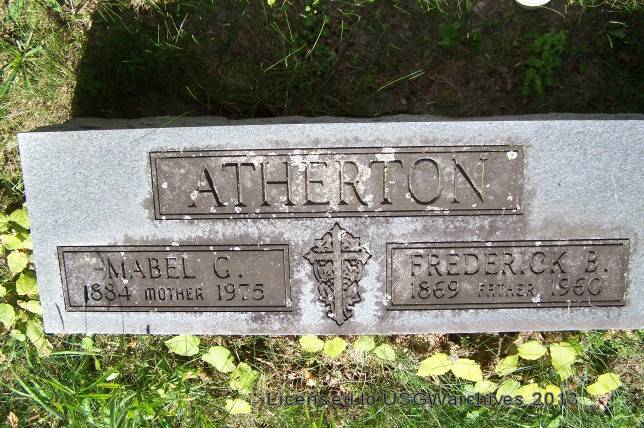 ATHERTON
MABEL G.
1884 MOTHER 1975
FREDERICK B.
1869 FATHER 1960
Licensed to USGWarchives 2013